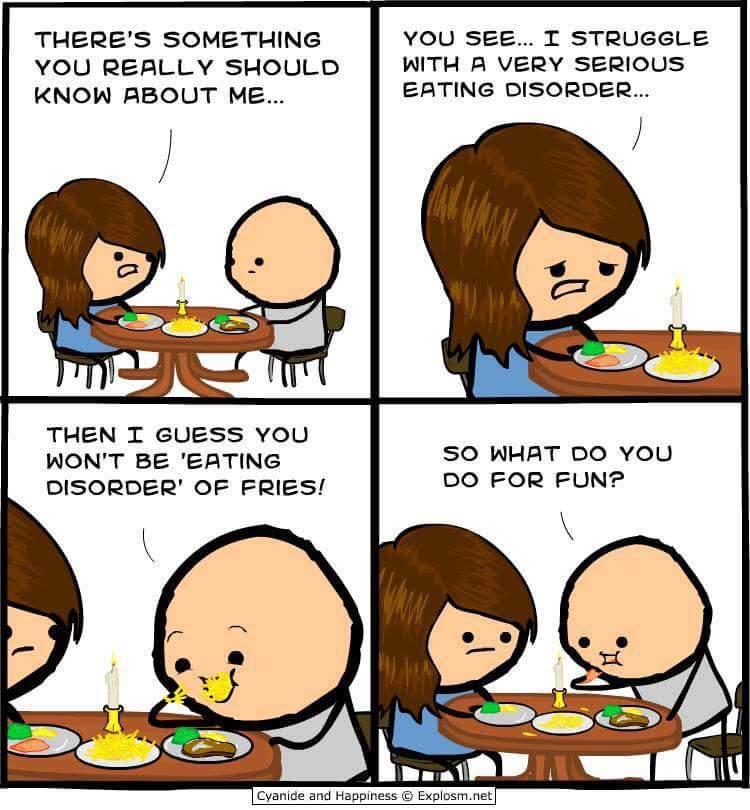 THERE'S SOMETHING
YOU REALLY SHOULD
KNOW ABOUT ME...
YOU SEE... I STRUGGLE
WITH A VERY SERIOUS
EATING DISORDER...
THEN I GUESS YOU
WON'T BE 'EATING
DISORDER' OF FRIES!
SO WHAT DO YOU
DO FOR FUN?
Cyanide and Happiness © Explosm.net